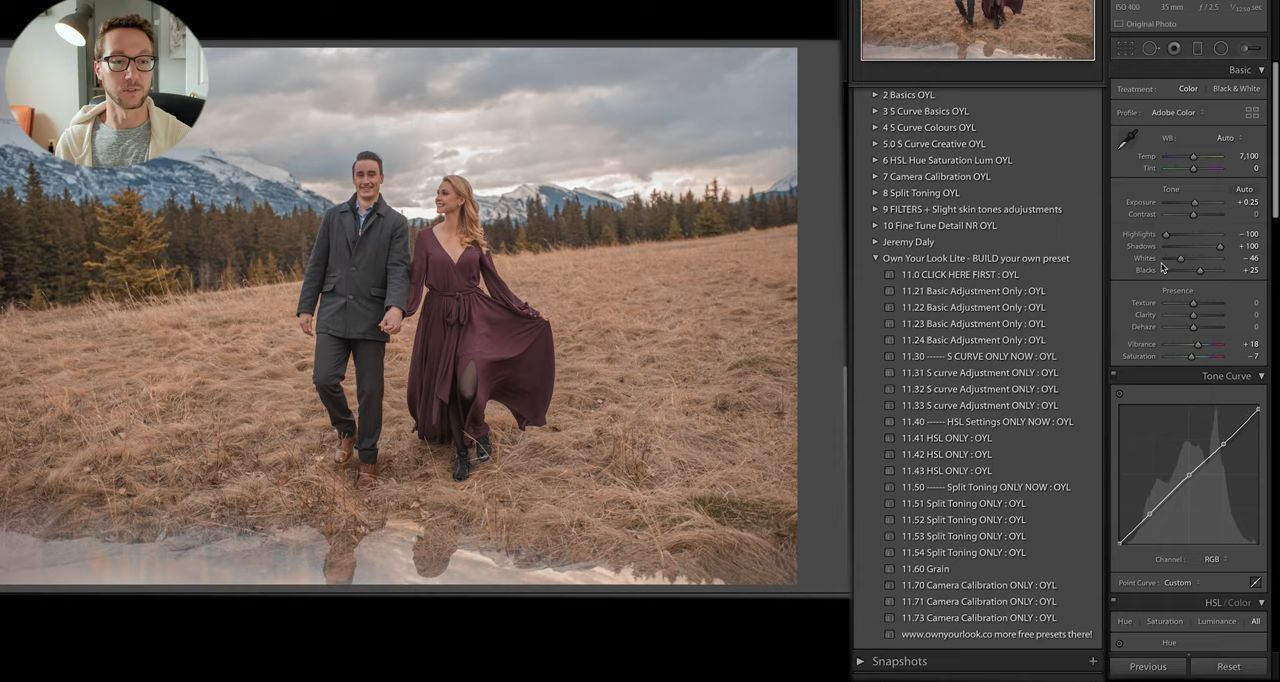 ISO 400 35 mm ƒ / 2.5 1/1250 sec
Original Photo
Basic
Treatment : Color Black & White
Profile : Adobe Color
WB : Auto
Temp 7,100
Tint 0
Tone Auto
Exposure + 0.25
Contrast 0
Highlights − 100
Shadows + 100
Whites − 46
Blacks + 25
Presence
Texture 0
Clarity 0
Dehaze 0
Vibrance + 18
Saturation − 7
Tone Curve
Channel : RGB
Point Curve : Custom
HSL / Color
Hue Saturation Luminance All
Hue
Previous Reset
2 Basics OYL
3 S Curve Basics OYL
4 S Curve Colours OYL
5.0 S Curve Creative OYL
6 HSL Hue Saturation Lum OYL
7 Camera Calibration OYL
8 Split Toning OYL
9 FILTERS + Slight skin tones adujustments
10 Fine Tune Detail NR OYL
Jeremy Daly
Own Your Look Lite - BUILD your own preset
11.0 CLICK HERE FIRST : OYL
11.21 Basic Adjustment Only : OYL
11.22 Basic Adjustment Only : OYL
11.23 Basic Adjustment Only : OYL
11.24 Basic Adjustment Only : OYL
11.30 ------ S CURVE ONLY NOW : OYL
11.31 S curve Adjustment ONLY : OYL
11.32 S curve Adjustment ONLY : OYL
11.33 S curve Adjustment ONLY : OYL
11.40 ------ HSL Settings ONLY NOW : OYL
11.41 HSL ONLY : OYL
11.42 HSL ONLY : OYL
11.43 HSL ONLY : OYL
11.50 ------ Split Toning ONLY NOW : OYL
11.51 Split Toning ONLY : OYL
11.52 Split Toning ONLY : OYL
11.53 Split Toning ONLY : OYL
11.54 Split Toning ONLY : OYL
11.60 Grain
11.70 Camera Calibration ONLY : OYL
11.71 Camera Calibration ONLY : OYL
11.73 Camera Calibration ONLY : OYL
www.ownyourlook.co more free presets there!
Snapshots +